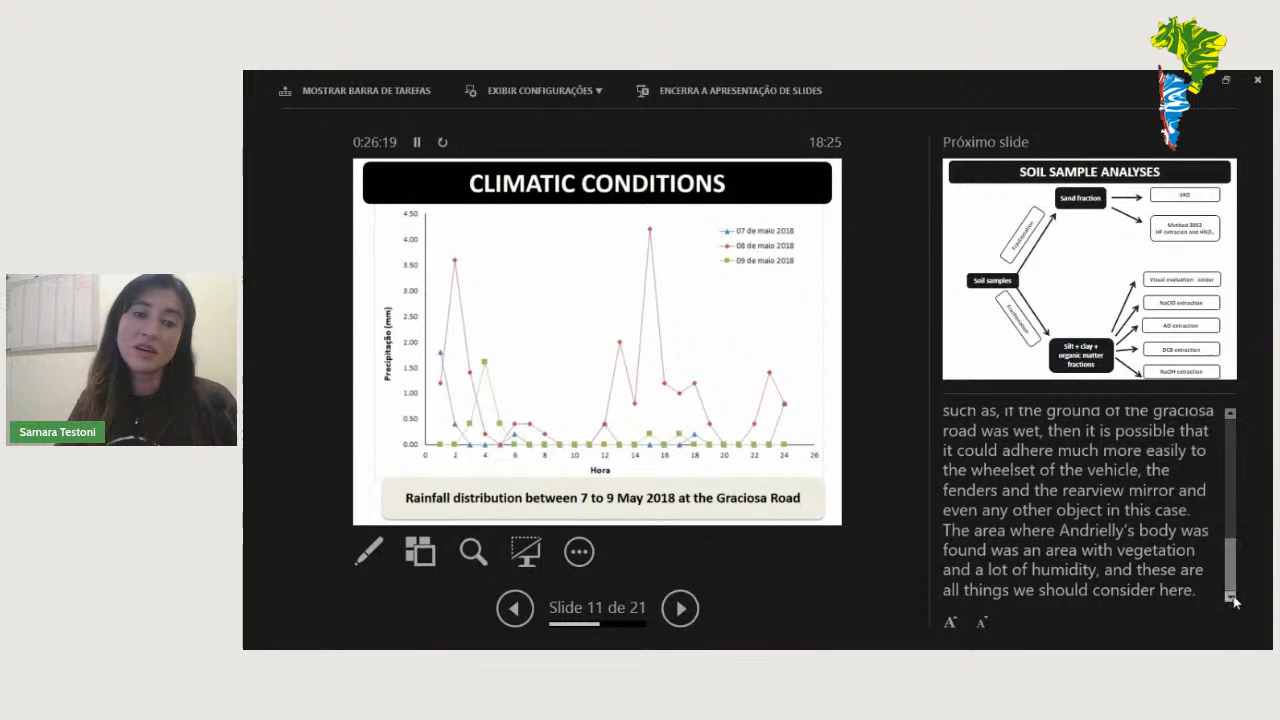 MOSTRAR BARRA DE TAREFAS
EXIBIR CONFIGURAÇÕES ▼
ENCERRA A APRESENTAÇÃO DE SLIDES
0:26:19
18:25
Próximo slide
CLIMATIC CONDITIONS
4.50
4.00
3.50
3.00
2.50
2.00
1.50
1.00
0.50
0.00
Precipitação (mm)
07 de maio 2018
08 de maio 2018
09 de maio 2018
0 2 4 6 8 10 12 14 16 18 20 22 24 26
Hora
Rainfall distribution between 7 to 9 May 2018 at the Graciosa Road
SOIL SAMPLE ANALYSES
Sand fraction
XRD
Method 3052
HF extracion and HNO₃
Fractionation
Soil samples
Fractionation
Silt + clay +
organic matter
fractions
Visual evaluation - colour
NaClO extraction
AO extraction
DCB extraction
NaOH extraction
such as, if the ground of the graciosa
road was wet, then it is possible that
it could adhere much more easily to
the wheelset of the vehicle, the
fenders and the rearview mirror and
even any other object in this case.
The area where Andrielly's body was
found was an area with vegetation
and a lot of humidity, and these are
all things we should consider here.
Slide 11 de 21
A A
Samara Testoni